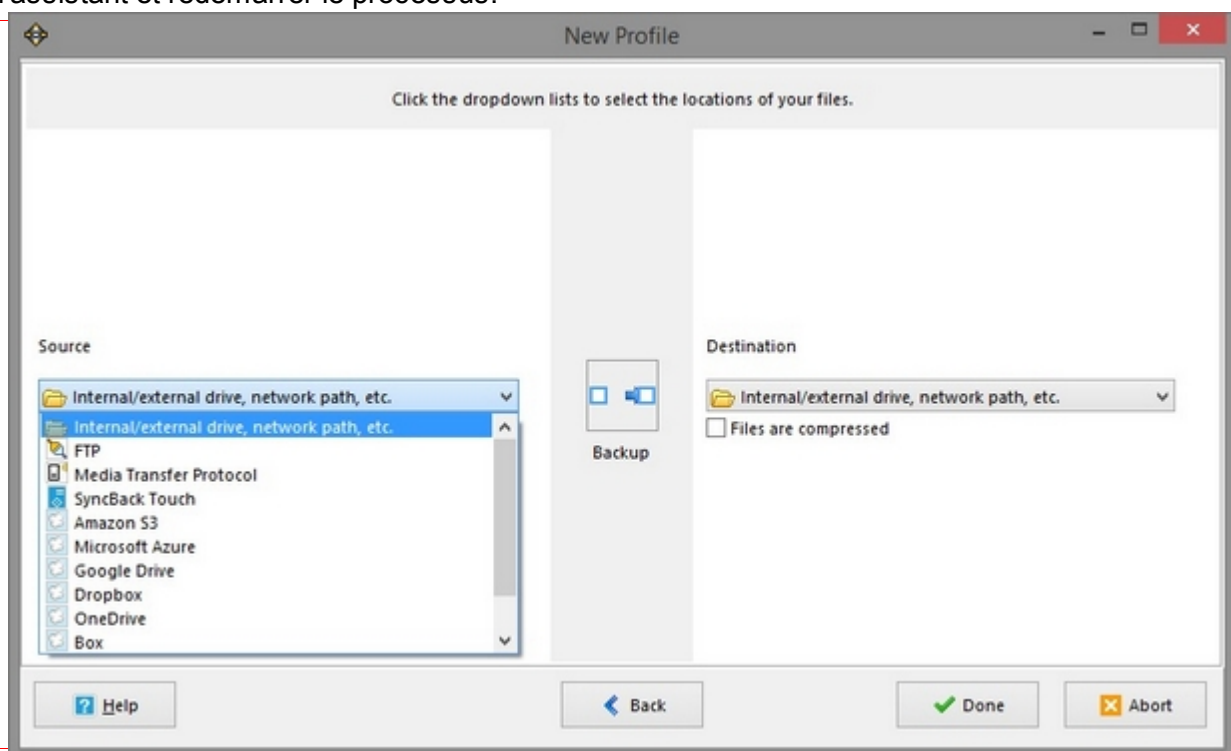 l'assistant et redémarrer le processus.
New Profile
Click the dropdown lists to select the locations of your files.
Source
Internal/external drive, network path, etc.
Internal/external drive, network path, etc.
FTP
Media Transfer Protocol
SyncBack Touch
Amazon S3
Microsoft Azure
Google Drive
Dropbox
OneDrive
Box
Backup
Destination
Internal/external drive, network path, etc.
Files are compressed
Help
Back
Done
Abort